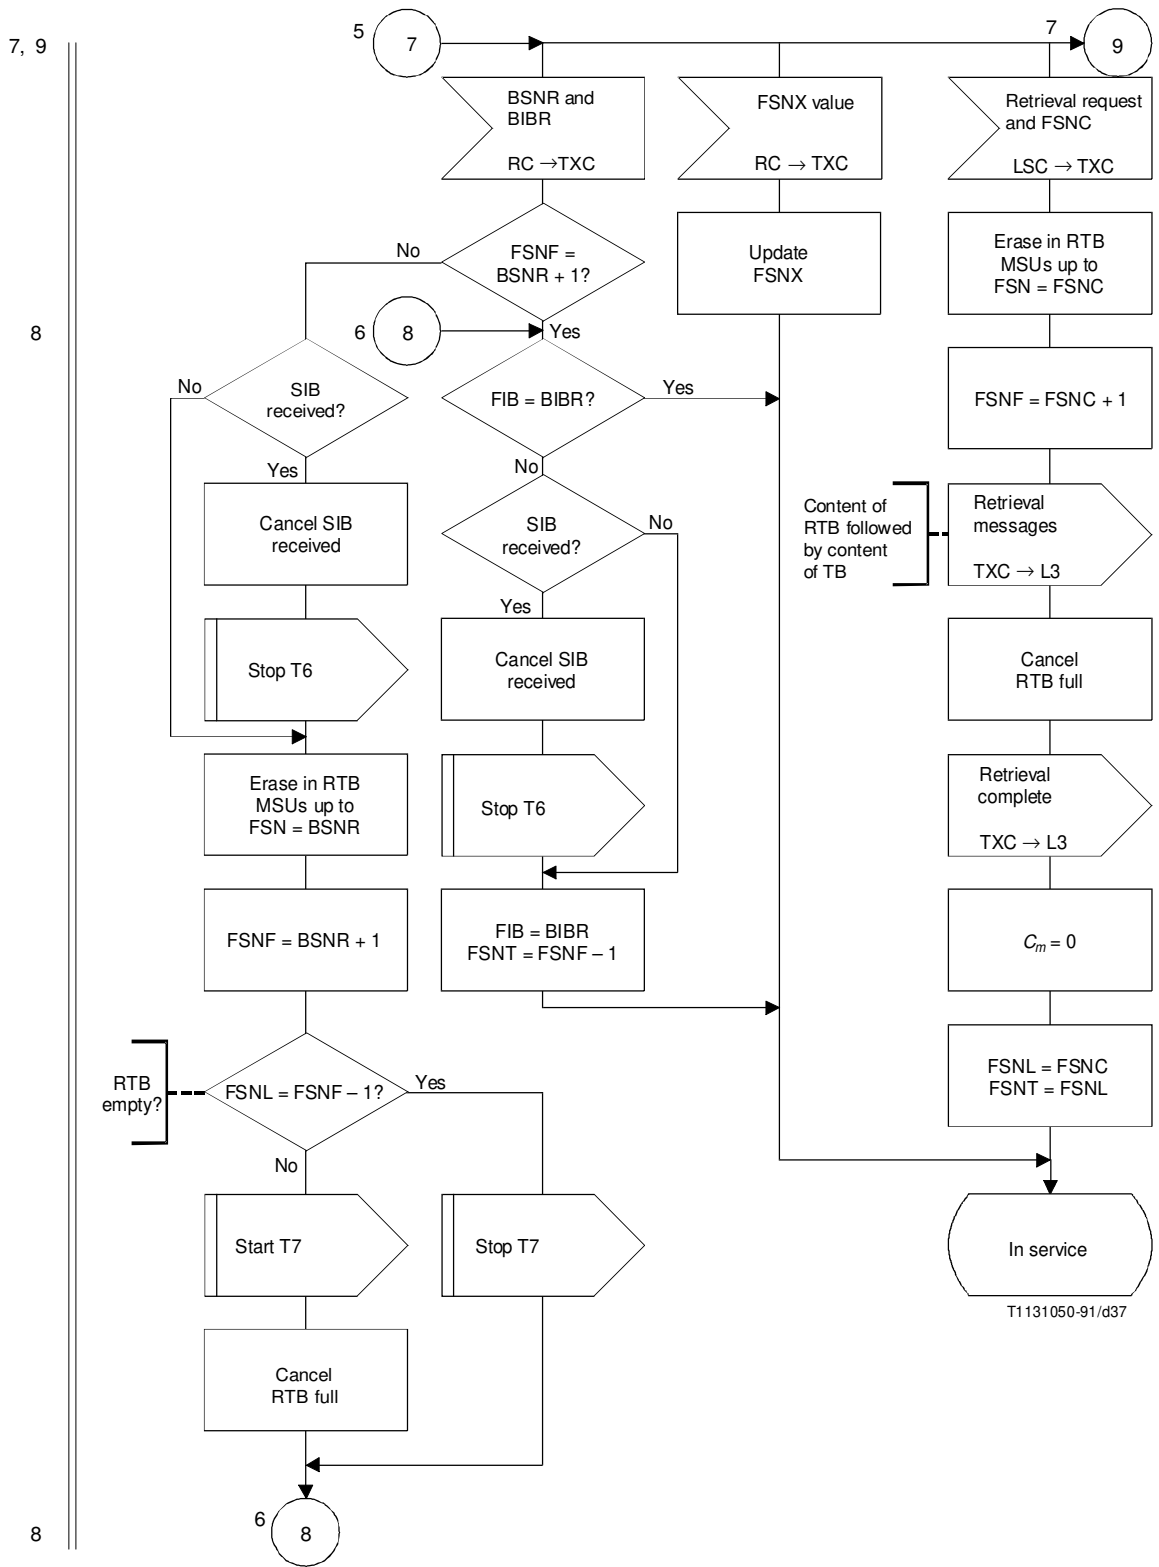 5
7
7
9
7, 9
BSNR and
BIBR
RC → TXC
FSNX value
RC → TXC
Retrieval request
and FSNC
LSC → TXC
No
FSNF =
BSNR + 1?
Update
FSNX
Erase in RTB
MSUs up to
FSN = FSNC
8
6
8
Yes
No
SIB
received?
FIB = BIBR?
Yes
FSNF = FSNC + 1
Yes
No
Cancel SIB
received
SIB
received?
No
Content of
RTB followed
by content
of TB
Retrieval
messages
TXC → L3
Yes
Stop T6
Cancel SIB
received
Cancel
RTB full
Erase in RTB
MSUs up to
FSN = BSNR
Stop T6
Retrieval
complete
TXC → L3
FSNF = BSNR + 1
FIB = BIBR
FSNT = FSNF – 1
Cm = 0
RTB
empty?
FSNL = FSNF – 1?
Yes
FSNL = FSNC
FSNT = FSNL
No
Start T7
Stop T7
In service
T1131050-91/d37
Cancel
RTB full
6
8
8